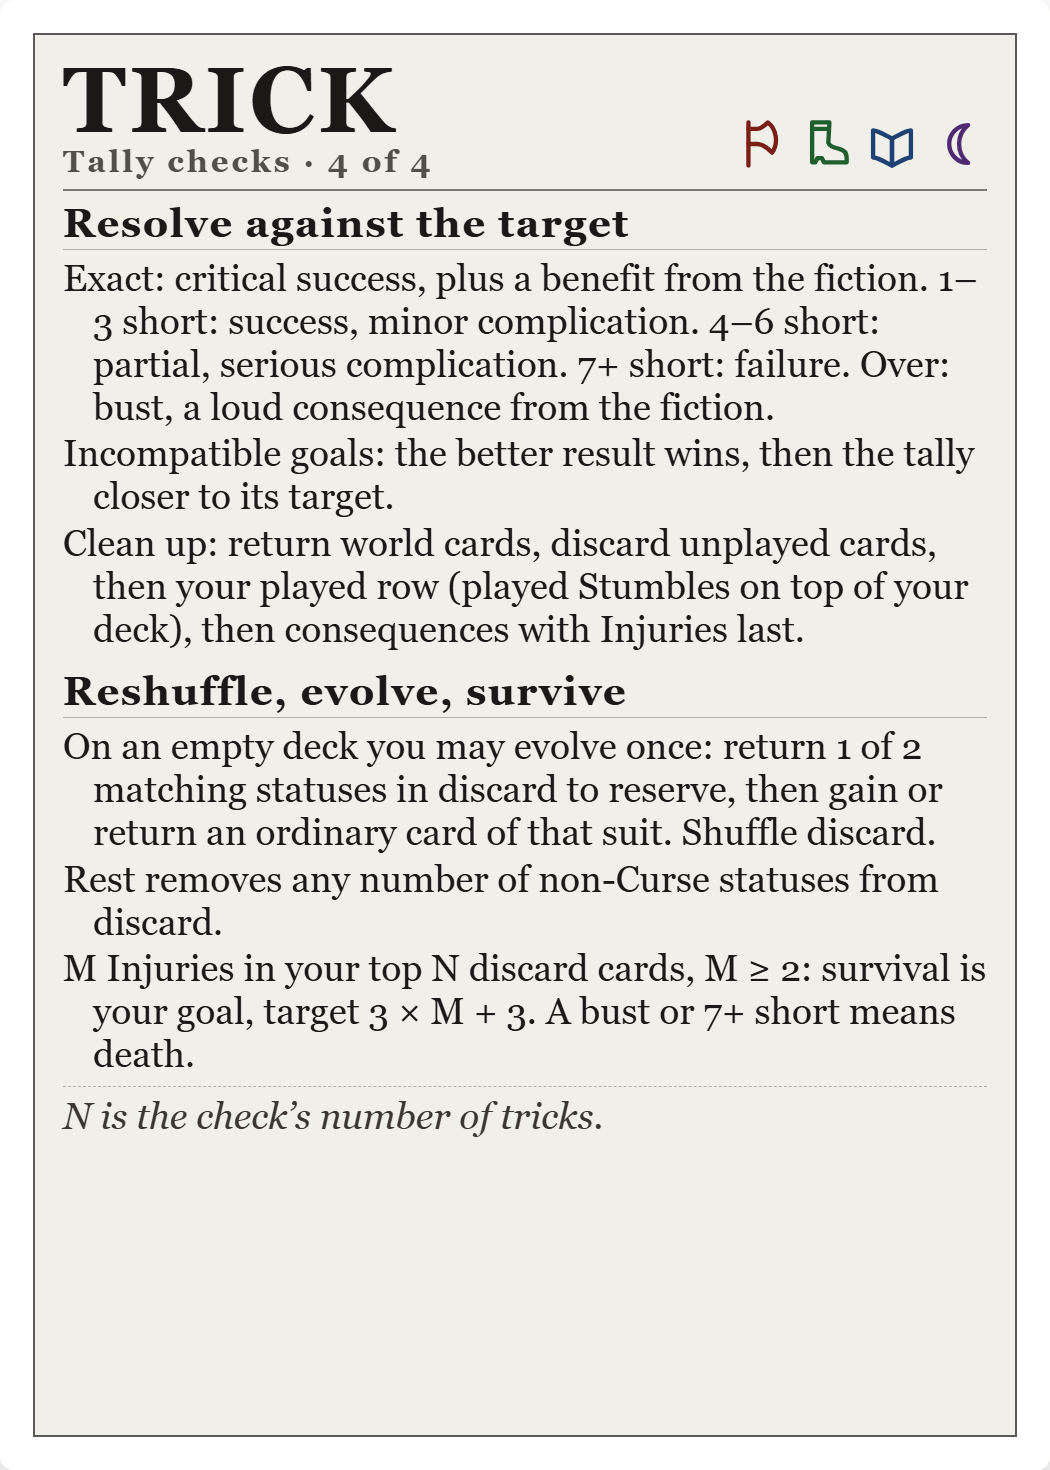 TRICK
Tally checks · 4 of 4
Resolve against the target
Exact: critical success, plus a benefit from the fiction. 1–
3 short: success, minor complication. 4–6 short:
partial, serious complication. 7+ short: failure. Over:
bust, a loud consequence from the fiction.
Incompatible goals: the better result wins, then the tally
closer to its target.
Clean up: return world cards, discard unplayed cards,
then your played row (played Stumbles on top of your
deck), then consequences with Injuries last.
Reshuffle, evolve, survive
On an empty deck you may evolve once: return 1 of 2
matching statuses in discard to reserve, then gain or
return an ordinary card of that suit. Shuffle discard.
Rest removes any number of non-Curse statuses from
discard.
M Injuries in your top N discard cards, M ≥ 2: survival is
your goal, target 3 × M + 3. A bust or 7+ short means
death.
N is the check’s number of tricks.